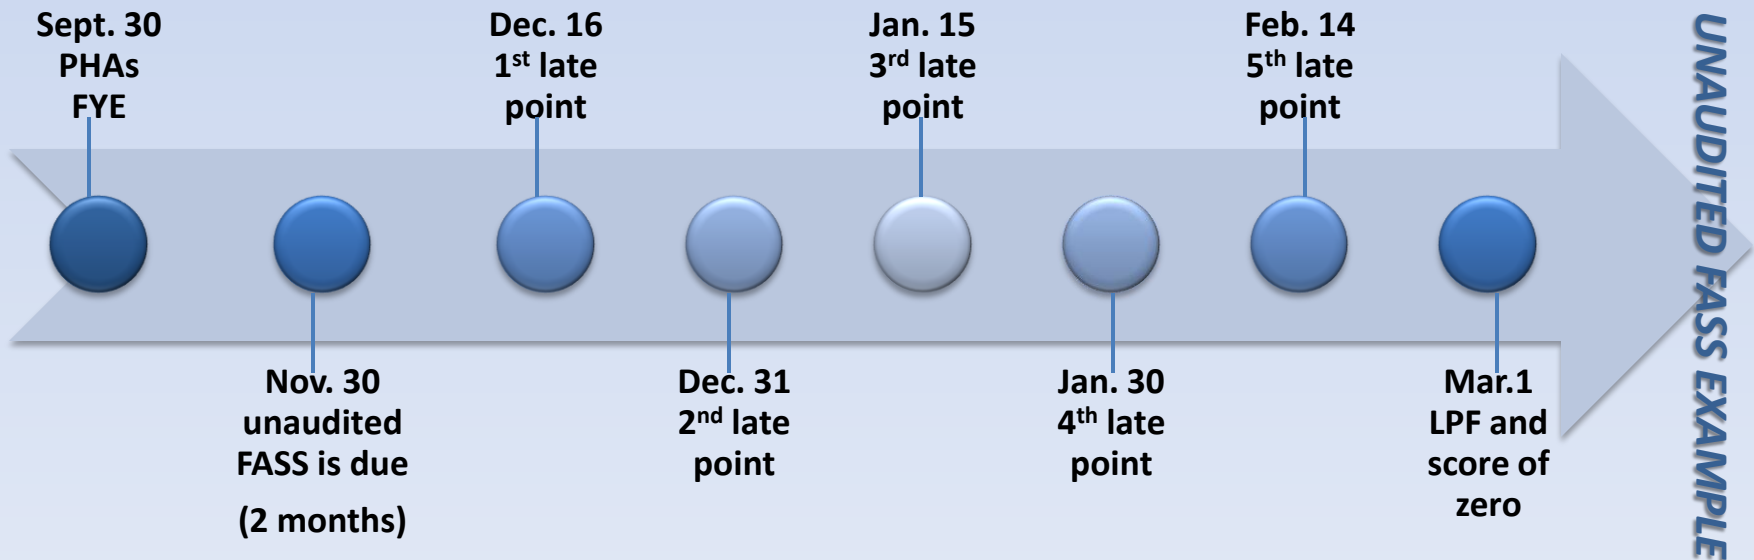 Sept. 30
PHAs
FYE
Dec. 16
1st late
point
Jan. 15
3rd late
point
Feb. 14
5th late
point
Nov. 30
unaudited
FASS is due
(2 months)
Dec. 31
2nd late
point
Jan. 30
4th late
point
Mar.1
LPF and
score of
zero
UNAUDITED FASS EXAMPLE